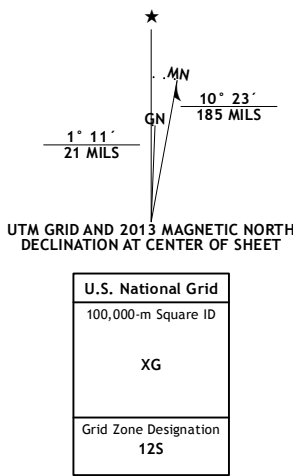 ★
MN
GN
10° 23´
185 MILS
1° 11´
21 MILS
UTM GRID AND 2013 MAGNETIC NORTH
DECLINATION AT CENTER OF SHEET
U.S. National Grid
100,000-m Square ID
XG
Grid Zone Designation
12S